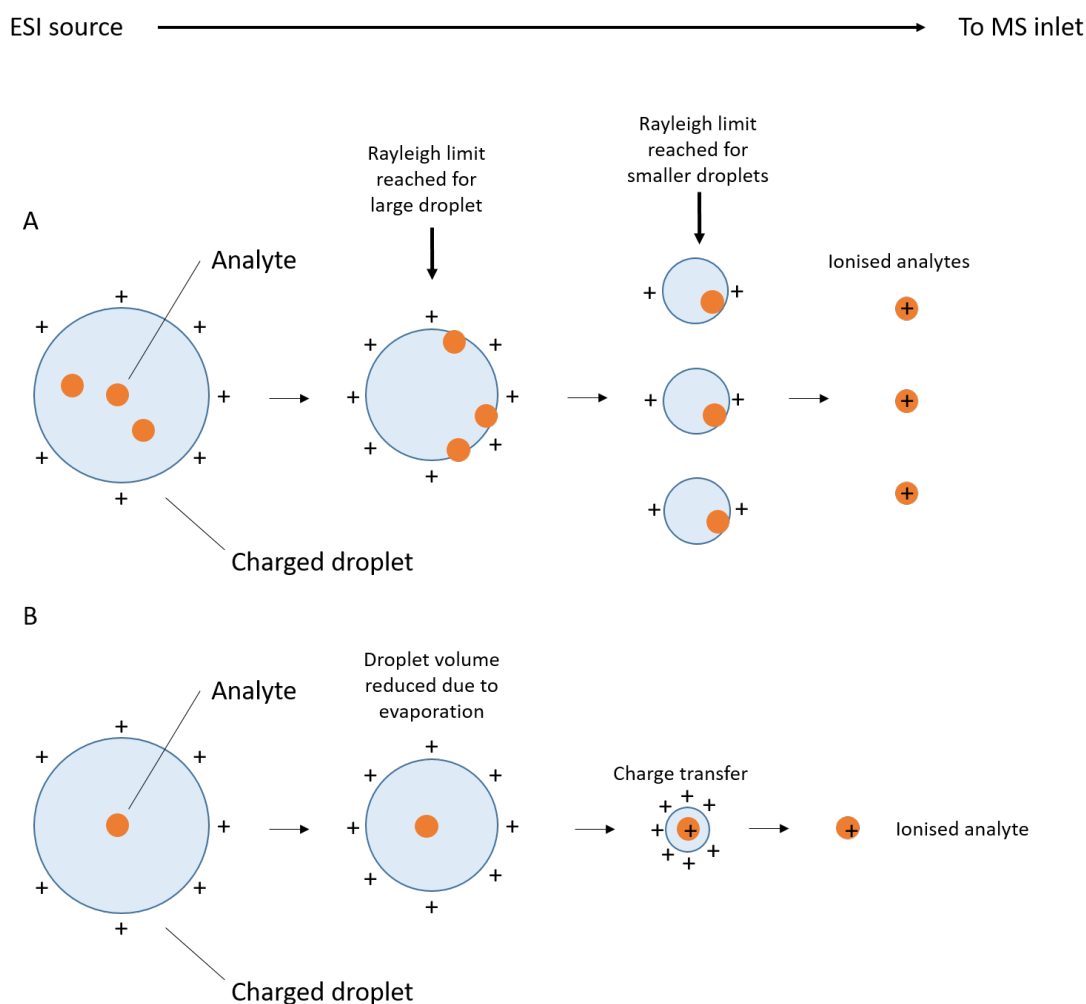 ESI source
To MS inlet
Rayleigh limit
reached for
large droplet
Rayleigh limit
reached for
smaller droplets
A
Analyte
Ionised analytes
+ + + + + + + +
+ + + + + + + +
+ +
+ +
+ +
+
+
+
Charged droplet
B
Droplet volume
reduced due to
evaporation
Analyte
Charge transfer
+ + + + + + + +
+ + + + + + + +
+ + + + + + + +
+
+
Ionised analyte
Charged droplet